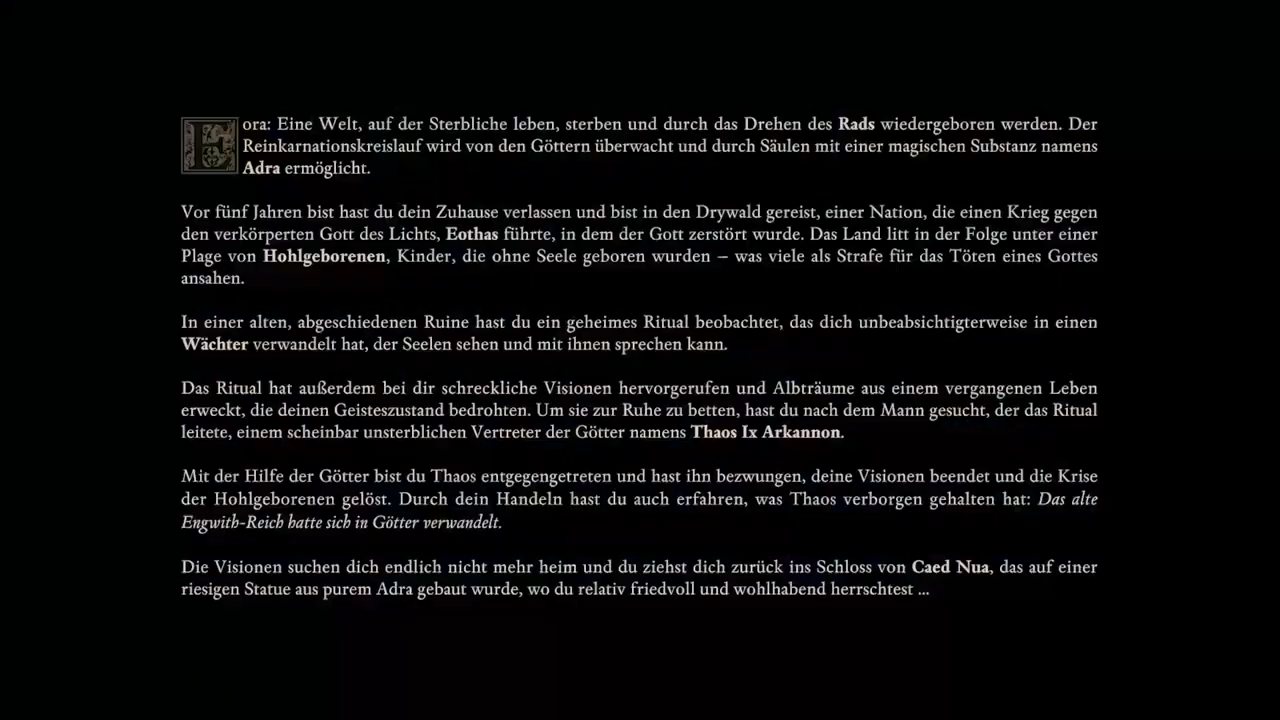 Eora: Eine Welt, auf der Sterbliche leben, sterben und durch das Drehen des Rads wiedergeboren werden. Der
Reinkarnationskreislauf wird von den Göttern überwacht und durch Säulen mit einer magischen Substanz namens
Adra ermöglicht.
Vor fünf Jahren bist hast du dein Zuhause verlassen und bist in den Drywald gereist, einer Nation, die einen Krieg gegen
den verkörperten Gott des Lichts, Eothas führte, in dem der Gott zerstört wurde. Das Land litt in der Folge unter einer
Plage von Hohlgeborenen, Kinder, die ohne Seele geboren wurden – was viele als Strafe für das Töten eines Gottes
ansahen.
In einer alten, abgeschiedenen Ruine hast du ein geheimes Ritual beobachtet, das dich unbeabsichtigterweise in einen
Wächter verwandelt hat, der Seelen sehen und mit ihnen sprechen kann.
Das Ritual hat außerdem bei dir schreckliche Visionen hervorgerufen und Albträume aus einem vergangenen Leben
erweckt, die deinen Geisteszustand bedrohten. Um sie zur Ruhe zu betten, hast du nach dem Mann gesucht, der das Ritual
leitete, einem scheinbar unsterblichen Vertreter der Götter namens Thaos Ix Arkannon.
Mit der Hilfe der Götter bist du Thaos entgegengetreten und hast ihn bezwungen, deine Visionen beendet und die Krise
der Hohlgeborenen gelöst. Durch dein Handeln hast du auch erfahren, was Thaos verborgen gehalten hat: Das alte
Engwith-Reich hatte sich in Götter verwandelt.
Die Visionen suchen dich endlich nicht mehr heim und du ziehst dich zurück ins Schloss von Caed Nua, das auf einer
riesigen Statue aus purem Adra gebaut wurde, wo du relativ friedvoll und wohlhabend herrschtest ...